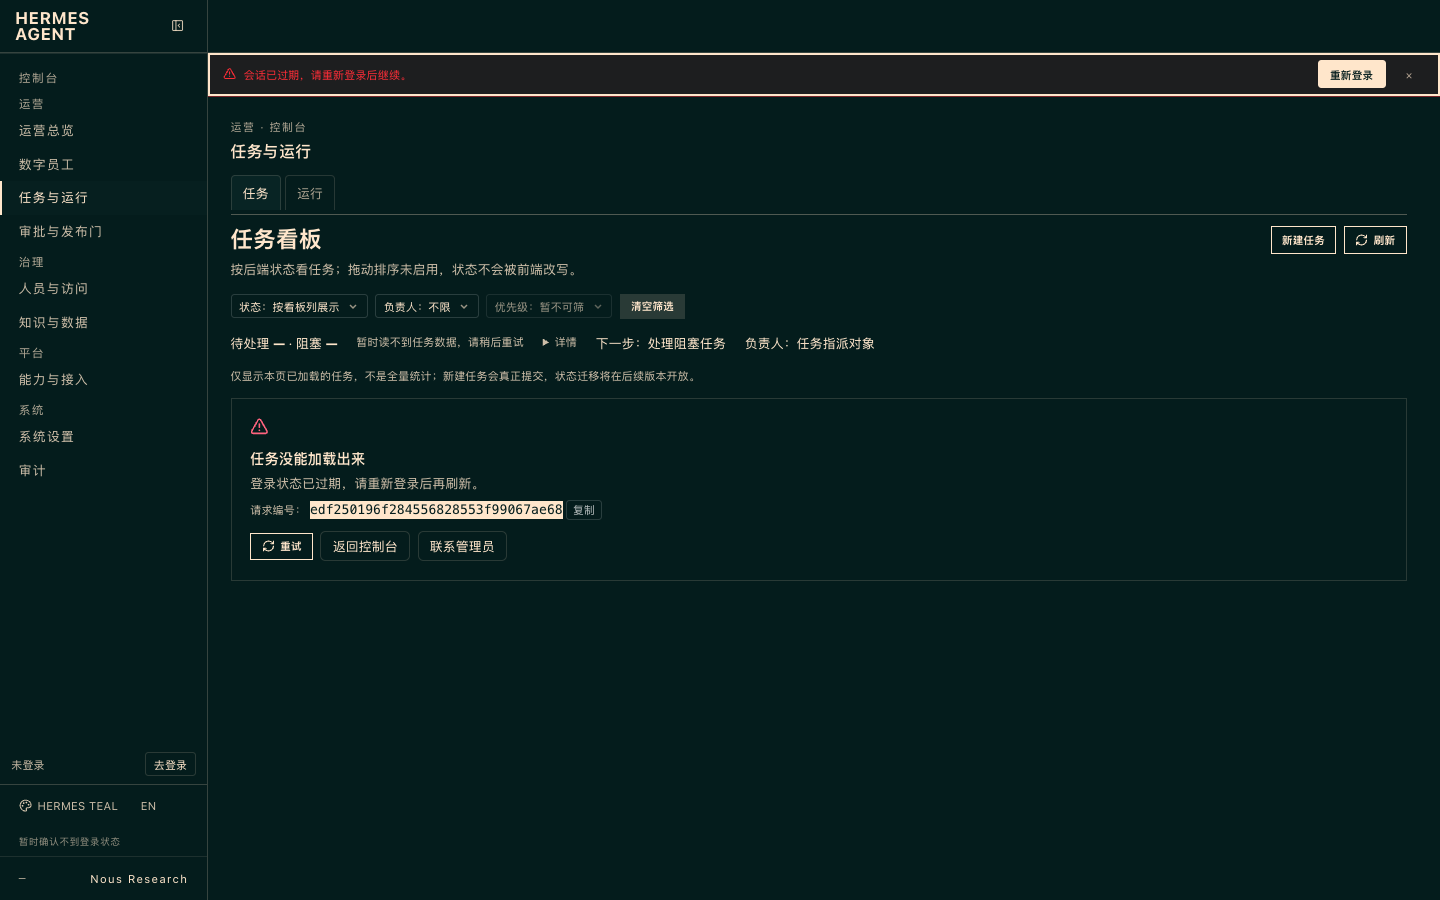 HERMES
AGENT
控制台
运营
运营总览
数字员工
任务与运行
审批与发布门
治理
人员与访问
知识与数据
平台
能力与接入
系统
系统设置
审计
未登录 去登录
HERMES TEAL EN
暂时确认不到登录状态
— Nous Research
会话已过期，请重新登录后继续。 重新登录 ×
运营 · 控制台
任务与运行
任务 运行
任务看板 新建任务 刷新
按后端状态看任务；拖动排序未启用，状态不会被前端改写。
状态：按看板列展示 负责人：不限 优先级：暂不可筛 清空筛选
待处理 — · 阻塞 — 暂时读不到任务数据，请稍后重试 ▶ 详情 下一步：处理阻塞任务 负责人：任务指派对象
仅显示本页已加载的任务，不是全量统计；新建任务会真正提交，状态迁移将在后续版本开放。
任务没能加载出来
登录状态已过期，请重新登录后再刷新。
请求编号： edf250196f284556828553f99067ae68 复制
重试 返回控制台 联系管理员